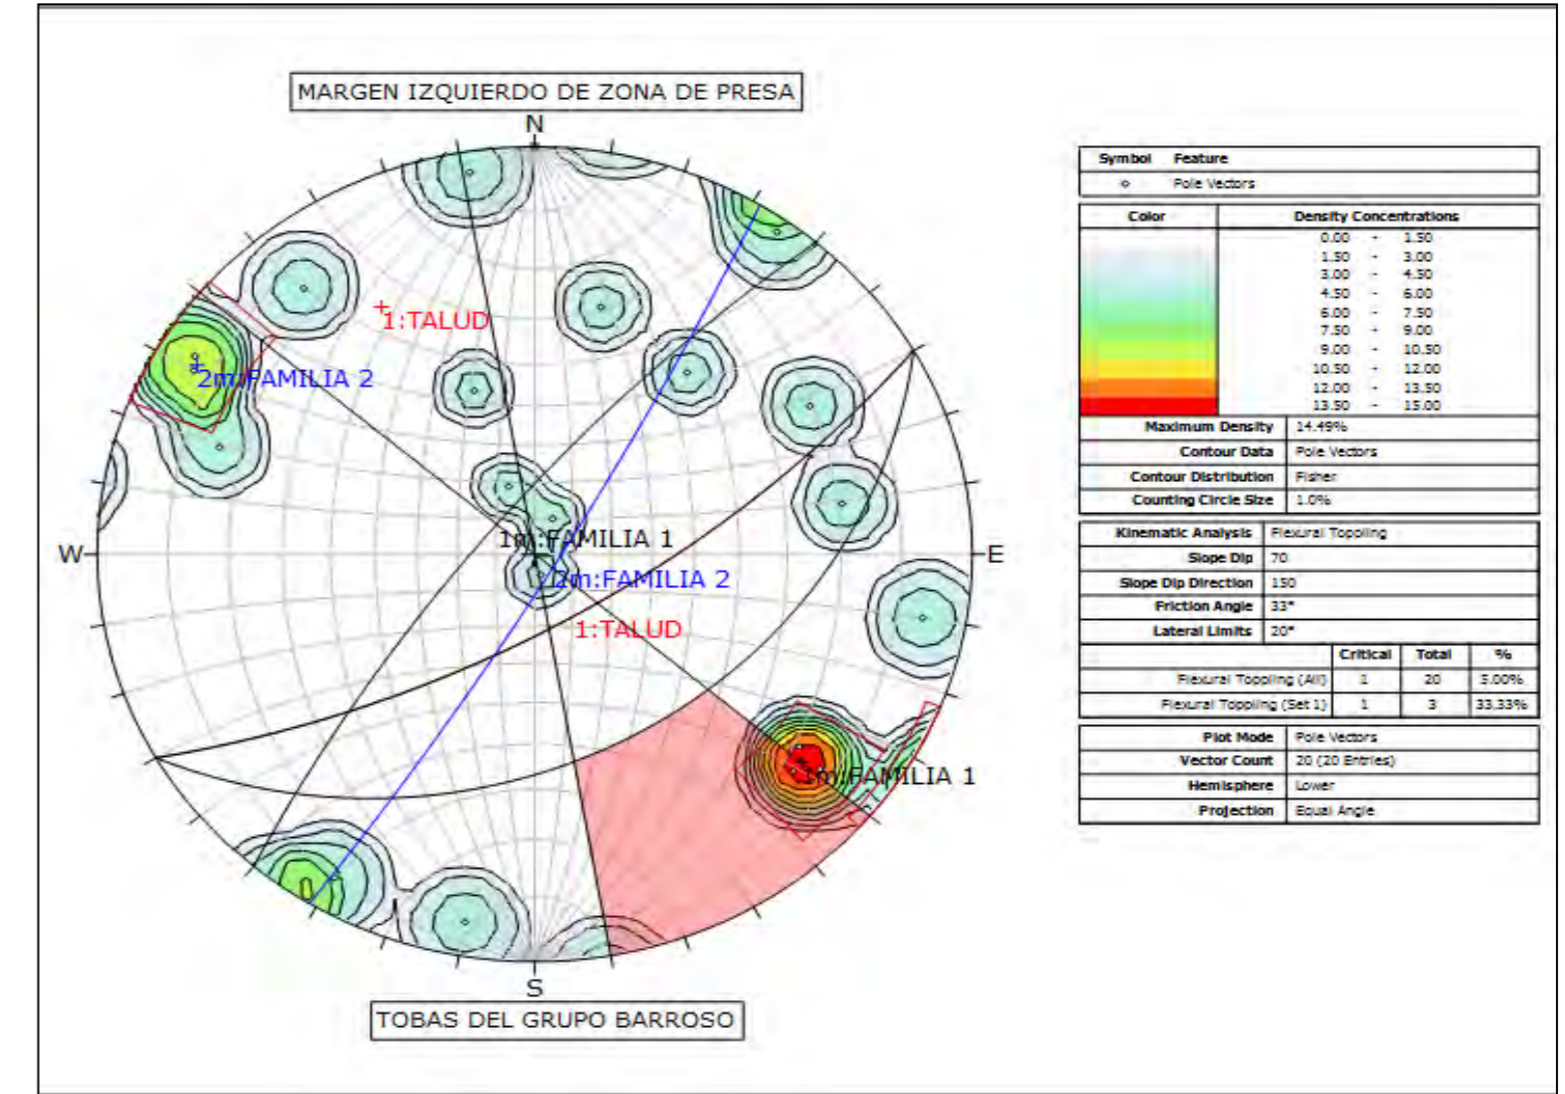 MARGEN IZQUIERDO DE ZONA DE PRESA
N
1:TALUD
2m:FAMILIA 2
1m:FAMILIA 1
W
E
2m:FAMILIA 2
1:TALUD
1m:FAMILIA 1
S
TOBAS DEL GRUPO BARROSO
Symbol Feature
Pole Vectors
Color Density Concentrations
0.00 - 1.50
1.50 - 3.00
3.00 - 4.50
4.50 - 6.00
6.00 - 7.50
7.50 - 9.00
9.00 - 10.50
10.50 - 12.00
12.00 - 13.50
13.50 - 15.00
Maximum Density 14.49%
Contour Data Pole Vectors
Contour Distribution Fisher
Counting Circle Size 1.0%
Kinematic Analysis Flexural Toppling
Slope Dip 70
Slope Dip Direction 150
Friction Angle 33°
Lateral Limits 20°
Critical Total %
Flexural Toppling (All) 1 20 5.00%
Flexural Toppling (Set 1) 1 3 33.33%
Plot Mode Pole Vectors
Vector Count 20 (20 Entries)
Hemisphere Lower
Projection Equal Angle